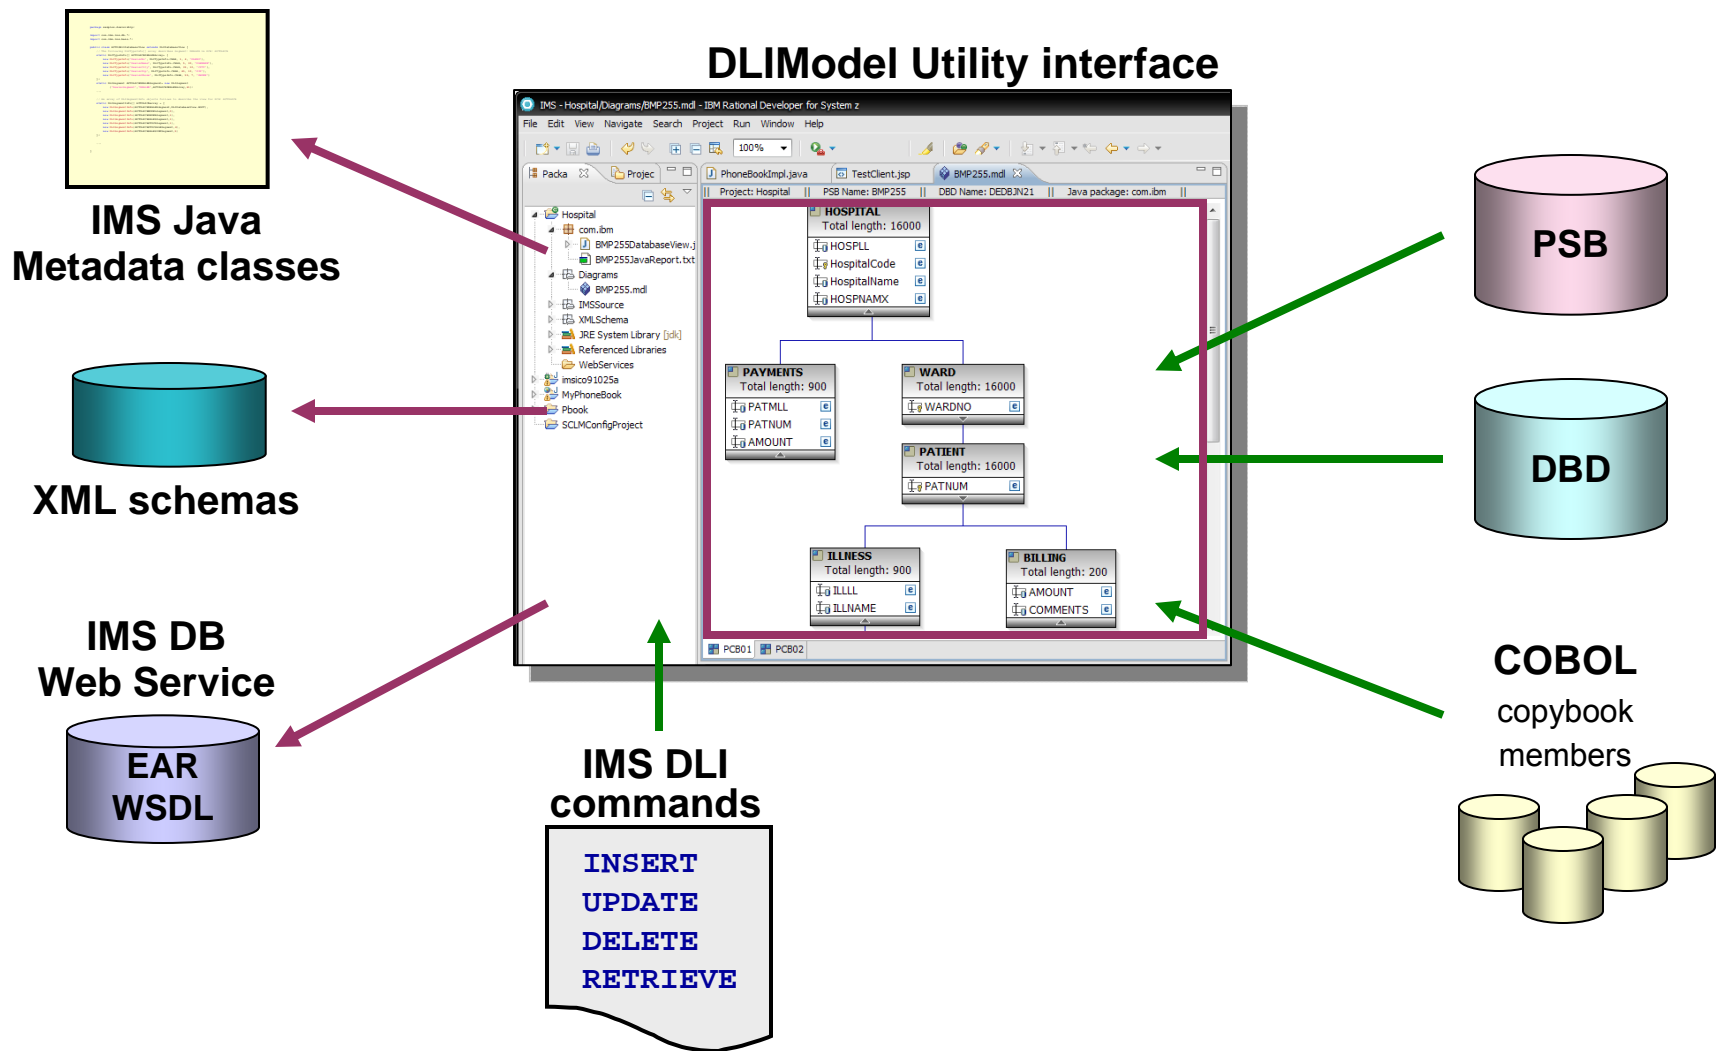 DLIModel Utility interface
IMS Java
Metadata classes
XML schemas
IMS DB
Web Service
EAR
WSDL
IMS - Hospital/Diagrams/BMP255.mdl - IBM Rational Developer for System z
File Edit View Navigate Search Project Run Window Help
100%
Packa
Projec
Hospital
com.ibm
BMP255DatabaseView.j
BMP255JavaReport.txt
Diagrams
BMP255.mdl
IMSSource
XMLSchema
JRE System Library [jdk]
Referenced Libraries
WebServices
imsico91025a
MyPhoneBook
Pbook
SCLMConfigProject
PhoneBookImpl.java
TestClient.jsp
BMP255.mdl
Project: Hospital || PSB Name: BMP255 || DBD Name: DEDBJN21 || Java package: com.ibm ||
HOSPITAL
Total length: 16000
HOSPLL
HospitalCode
HospitalName
HOSPNAMX
PAYMENTS
Total length: 900
PATMLL
PATNUM
AMOUNT
WARD
Total length: 16000
WARDNO
PATIENT
Total length: 16000
PATNUM
ILLNESS
Total length: 900
ILLLL
ILLNAME
BILLING
Total length: 200
AMOUNT
COMMENTS
PCB01
PCB02
PSB
DBD
COBOL
copybook
members
IMS DLI
commands
INSERT
UPDATE
DELETE
RETRIEVE